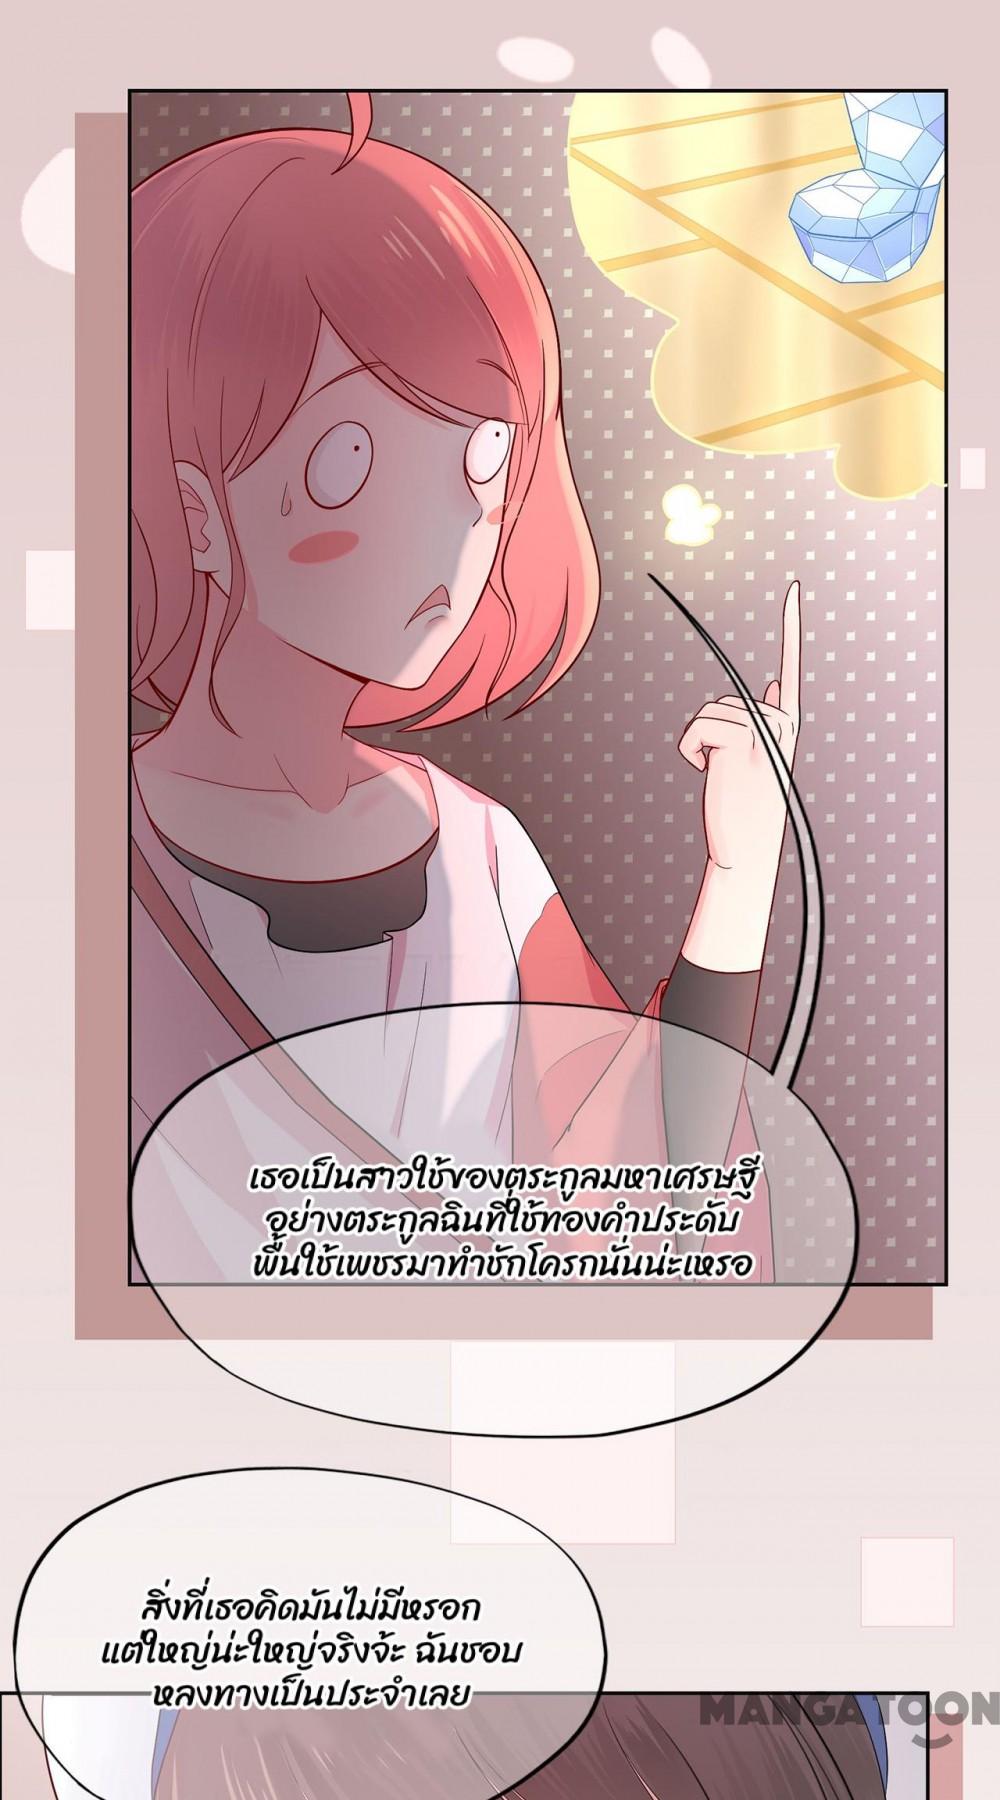 เธอเป็นสาวใช้ของตระกูลมหาเศรษฐี
อย่างตระกูลฉินที่ใช้ทองคำประดับ
พื้นใช้เพชรมาทำชักโครกนั่นน่ะเหรอ
สิ่งที่เธอคิดมันไม่มีหรอก
แต่ใหญ่น่ะใหญ่จริงจ้ะ ฉันชอบ
หลงทางเป็นประจำเลย
MANGATOON